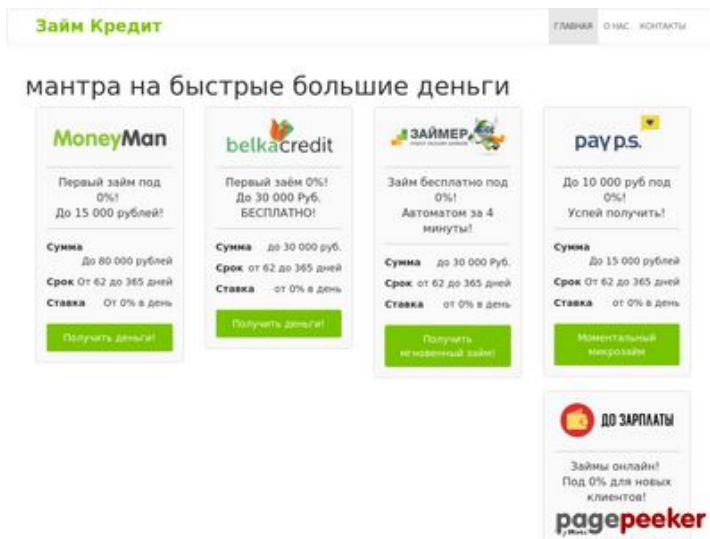 Займ Кредит
ГЛАВНАЯ О НАС. КОНТАКТЫ
мантра на быстрые большие деньги
MoneyMan
Первый займ под
0%!
До 15 000 рублей!
Сумма
До 80 000 рублей
Срок От 62 до 365 дней
Ставка От 0% в день
Получить деньги!
belkacredit
Первый заём 0%!
До 30 000 Руб.
БЕСПЛАТНО!
Сумма до 30 000 руб.
Срок от 62 до 365 дней
Ставка от 0% в день
Получить деньги!
ЗАЙМЕР
Займ бесплатно под
0%!
Автоматом за 4
минуты!
Сумма до 30 000 Руб.
Срок от 62 до 365 дней
Ставка от 0% в день
Получить
мгновенный займ!
pay p.s.
До 10 000 руб под
0%!
Успей получить!
Сумма
До 15 000 рублей
Срок От 62 до 365 дней
Ставка от 0% в день
Моментальный
микрозайм
ДО ЗАРПЛАТЫ
Займы онлайн!
Под 0% для новых
клиентов!
pagepeeker